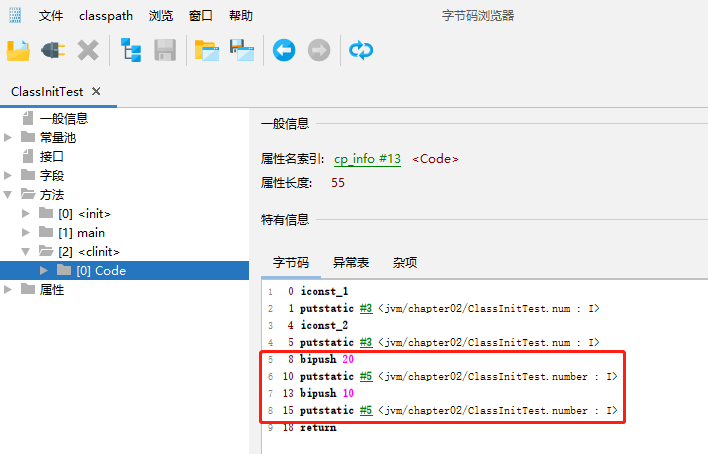 文件 classpath 浏览 窗口 帮助 字节码浏览器
ClassInitTest
一般信息
常量池
接口
字段
方法
[0] <init>
[1] main
[2] <clinit>
[0] Code
属性
一般信息
属性名索引: cp_info #13 <Code>
属性长度: 55
特有信息
字节码 异常表 杂项
1 0 iconst_1
2 1 putstatic #3 <jvm/chapter02/ClassInitTest.num : I>
3 4 iconst_2
4 5 putstatic #3 <jvm/chapter02/ClassInitTest.num : I>
5 8 bipush 20
6 10 putstatic #5 <jvm/chapter02/ClassInitTest.number : I>
7 13 bipush 10
8 15 putstatic #5 <jvm/chapter02/ClassInitTest.number : I>
9 18 return